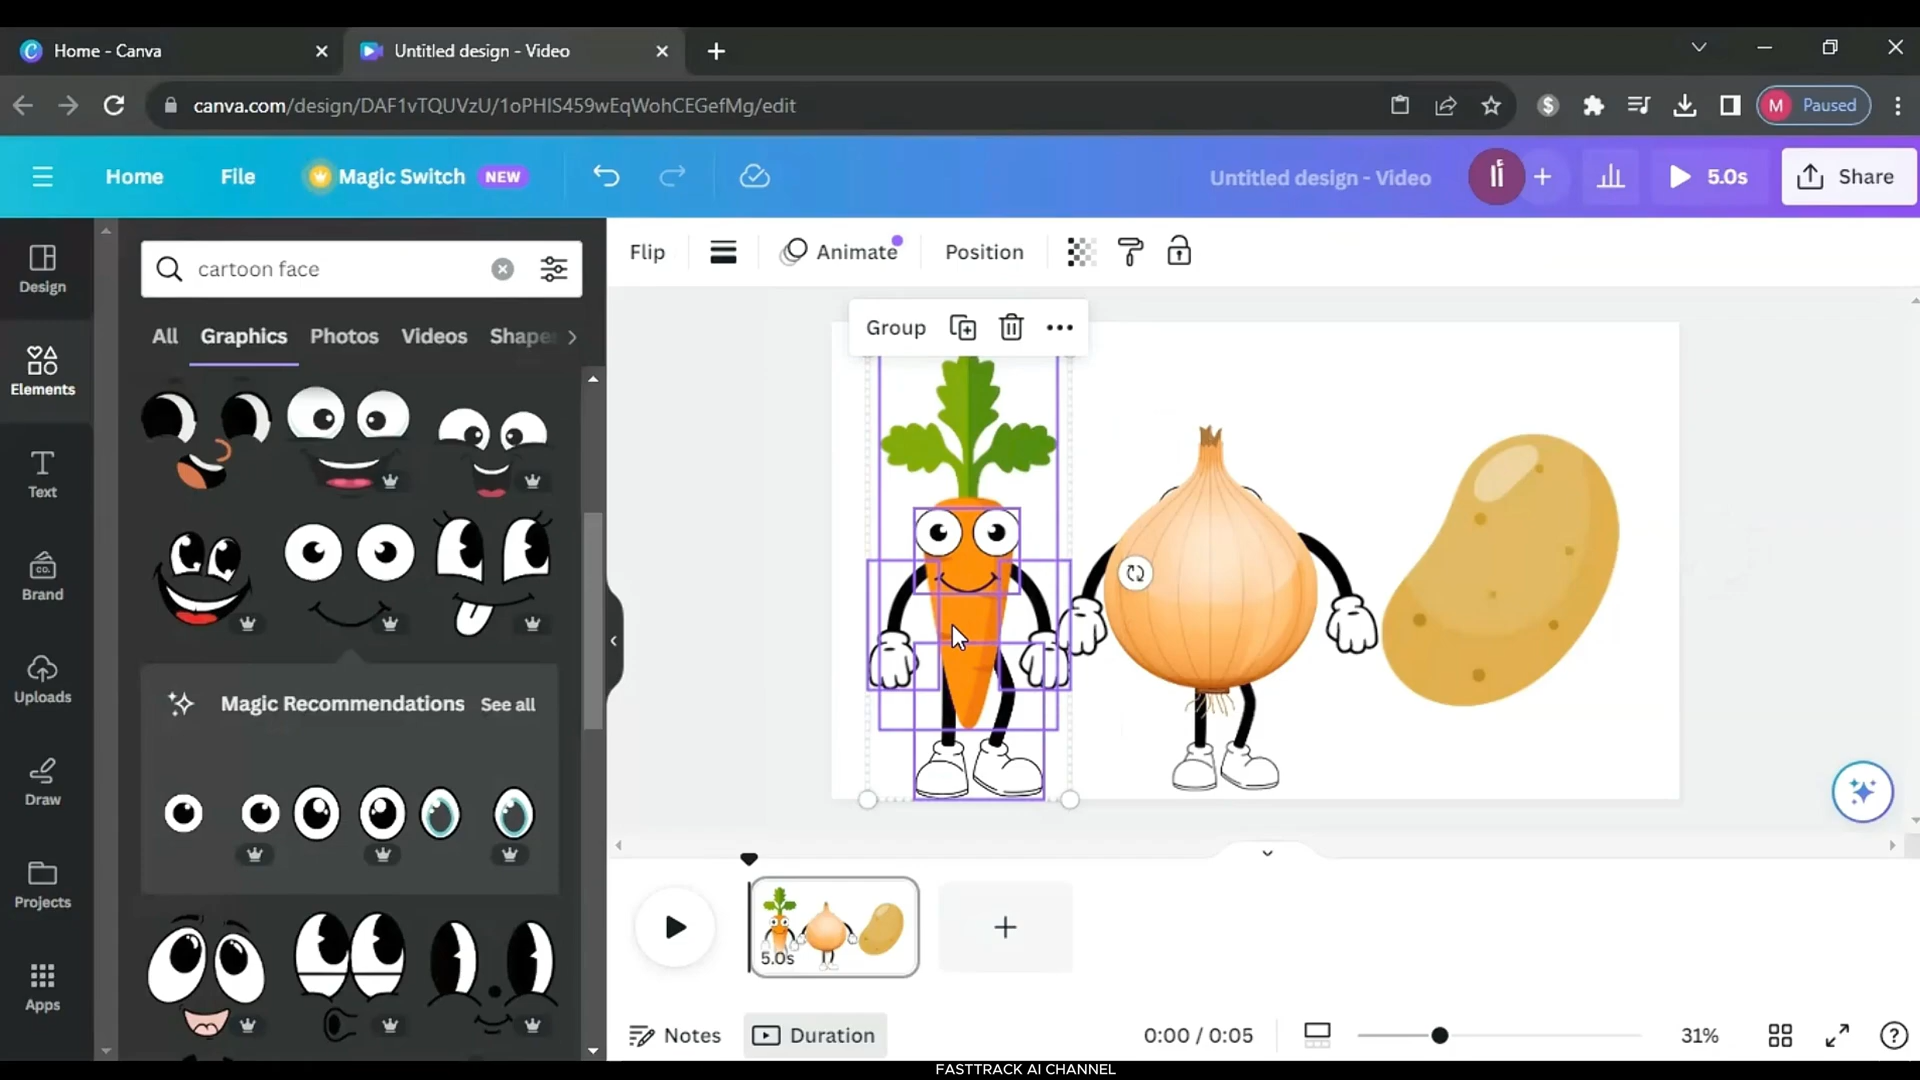 Home - Canva
Untitled design - Video
canva.com/design/DAF1vTQUVzU/1oPHIS459wEqWohCEGefMg/edit
M Paused
Home
File
Magic Switch NEW
Untitled design - Video
5.0s
Share
Design
Elements
Text
Brand
Uploads
Draw
Projects
Apps
cartoon face
All
Graphics
Photos
Videos
Shape
Magic Recommendations
See all
Flip
Animate
Position
Group
5.0s
Notes
Duration
0:00 / 0:05
31%
FASTTRACK AI CHANNEL